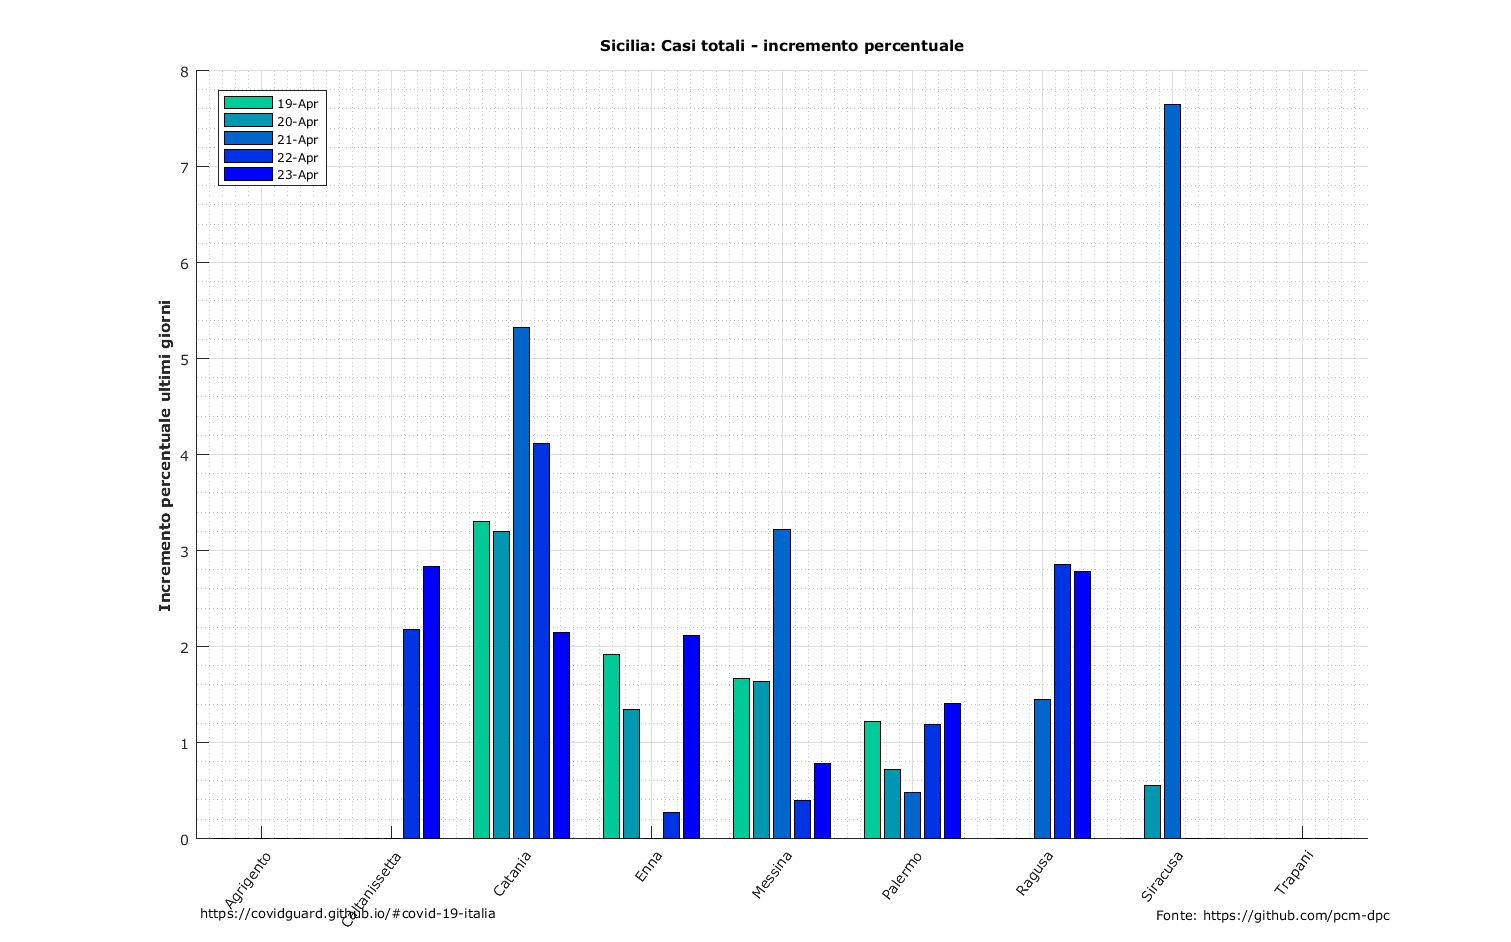 Sicilia: Casi totali - incremento percentuale
8
7
6
5
4
3
2
1
0
Incremento percentuale ultimi giorni
19-Apr
20-Apr
21-Apr
22-Apr
23-Apr
Agrigento
Caltanissetta
Catania
Enna
Messina
Palermo
Ragusa
Siracusa
Trapani
https://covidguard.github.io/#covid-19-italia
Fonte: https://github.com/pcm-dpc